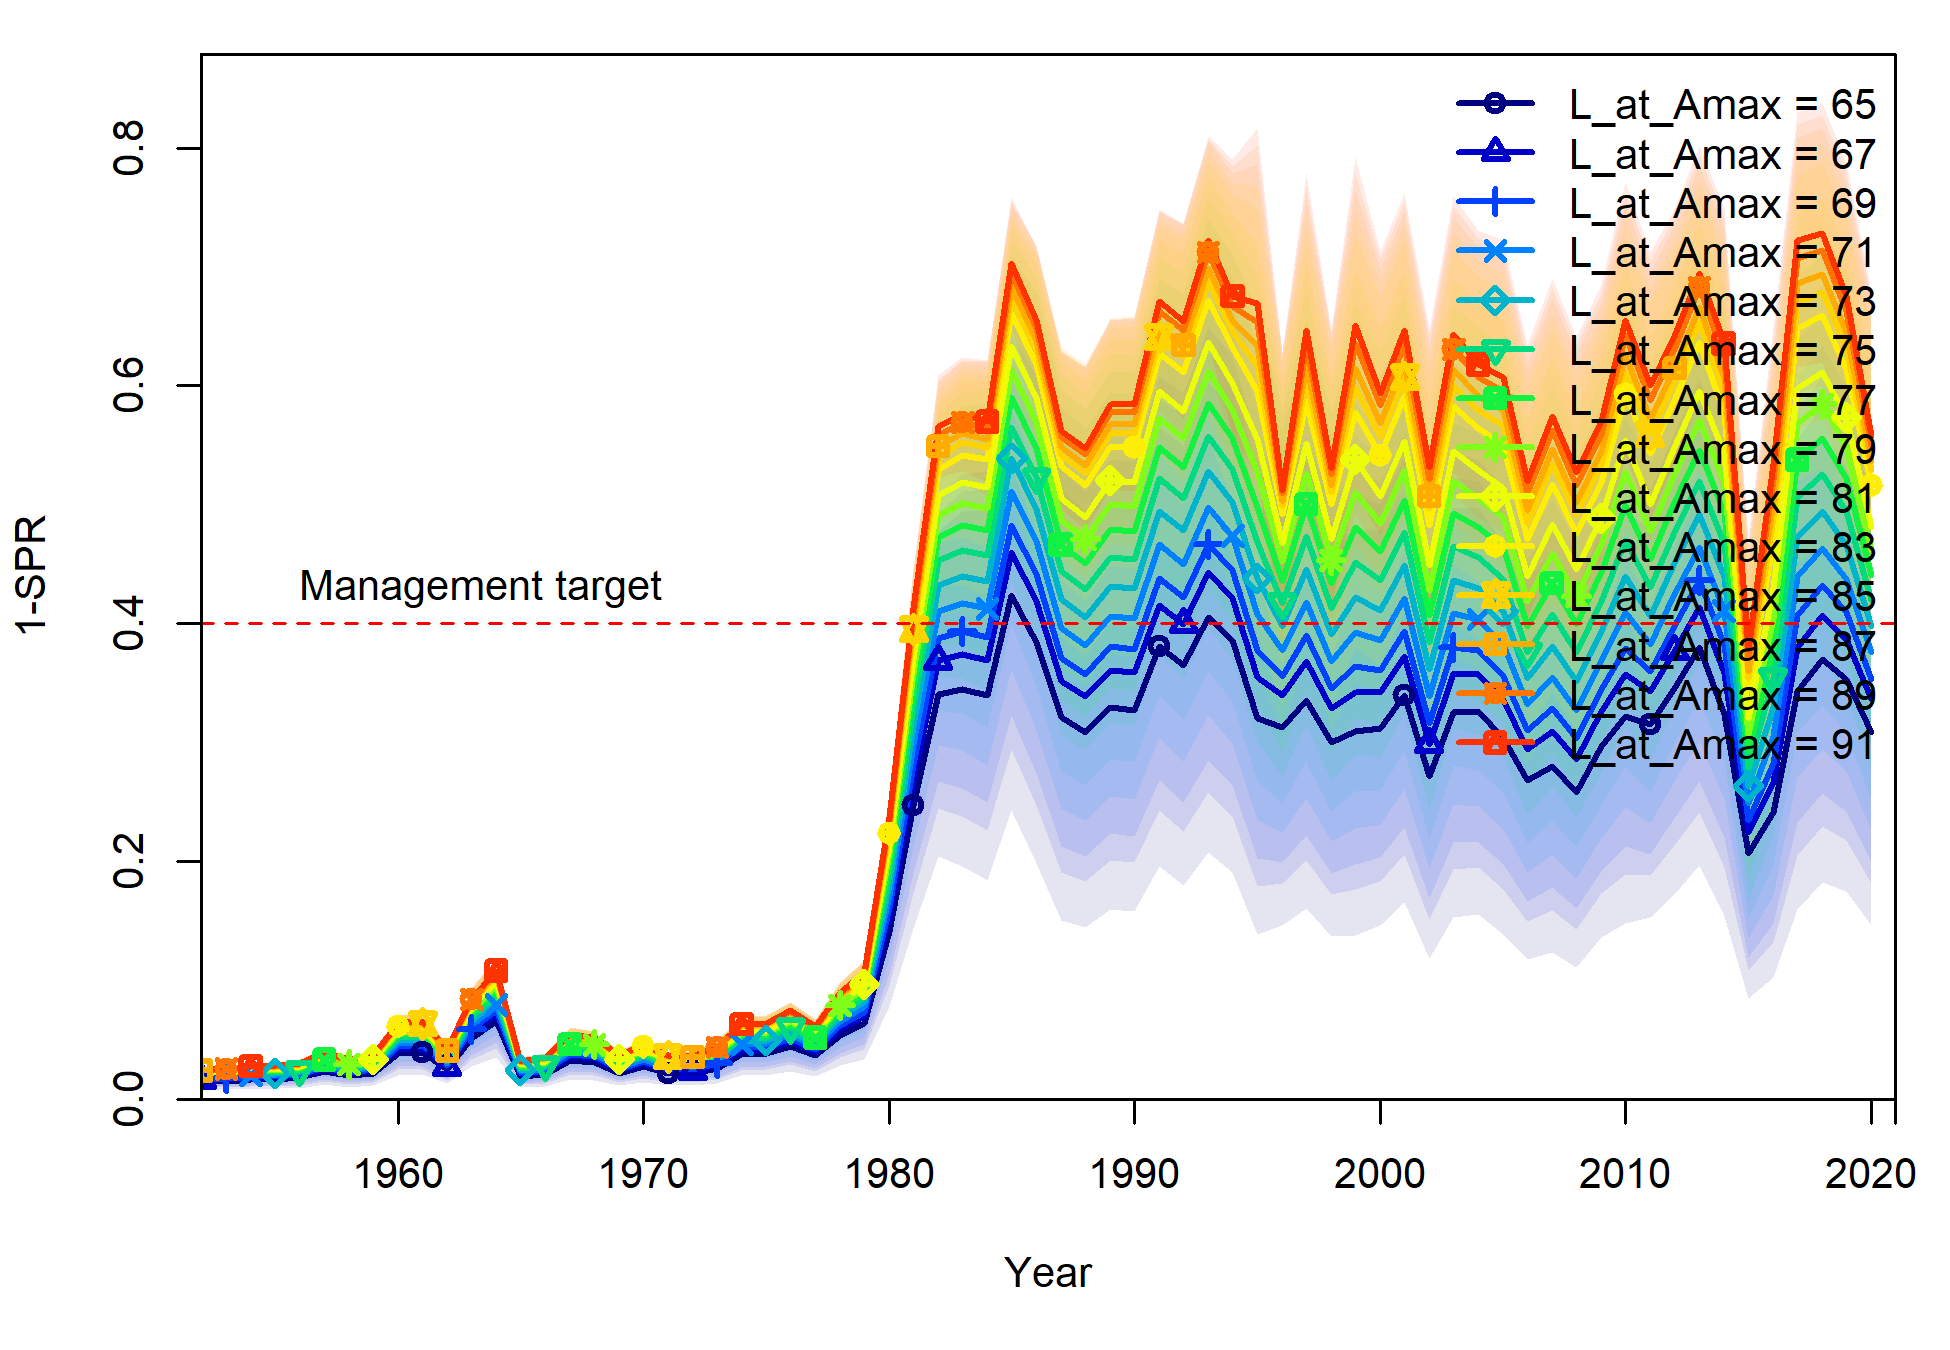 L_at_Amax = 65
L_at_Amax = 67
L_at_Amax = 69
L_at_Amax = 71
L_at_Amax = 73
L_at_Amax = 75
L_at_Amax = 77
L_at_Amax = 79
L_at_Amax = 81
L_at_Amax = 83
L_at_Amax = 85
L_at_Amax = 87
L_at_Amax = 89
L_at_Amax = 91
Management target
1-SPR
0.8
0.6
0.4
0.2
0.0
1960 1970 1980 1990 2000 2010 2020
Year